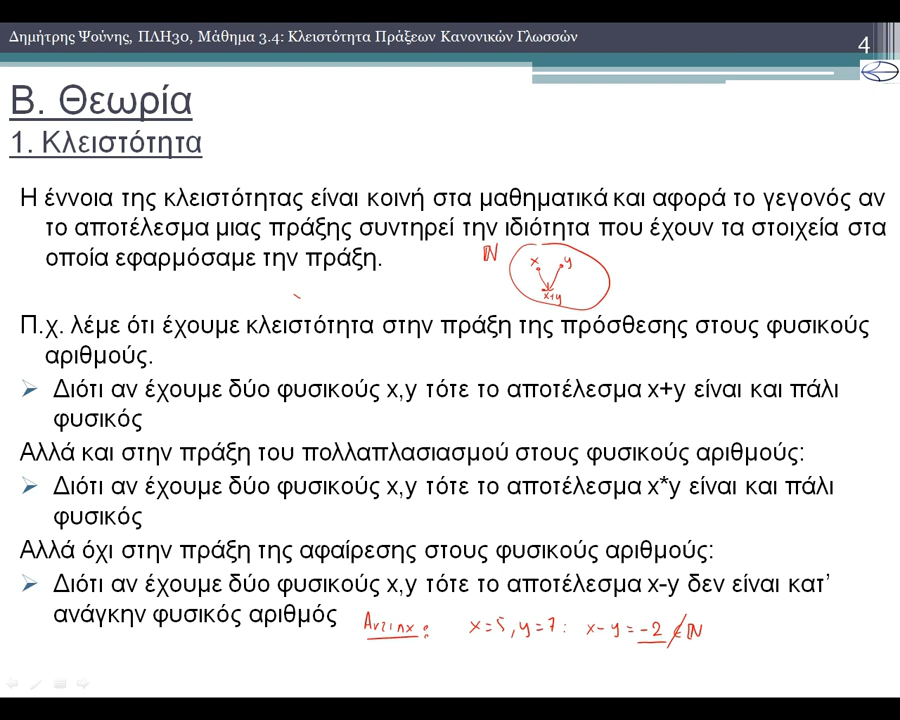 Δημήτρης Ψούνης, ΠΛΗ30, Μάθημα 3.4: Κλειστότητα Πράξεων Κανονικών Γλωσσών
4
Β. Θεωρία
1. Κλειστότητα
Η έννοια της κλειστότητας είναι κοινή στα μαθηματικά και αφορά το γεγονός αν
το αποτέλεσμα μιας πράξης συντηρεί την ιδιότητα που έχουν τα στοιχεία στα
οποία εφαρμόσαμε την πράξη.
ℕ
x y
x+y
Π.χ. λέμε ότι έχουμε κλειστότητα στην πράξη της πρόσθεσης στους φυσικούς
αριθμούς.
Διότι αν έχουμε δύο φυσικούς x,y τότε το αποτέλεσμα x+y είναι και πάλι
φυσικός
Αλλά και στην πράξη του πολλαπλασιασμού στους φυσικούς αριθμούς:
Διότι αν έχουμε δύο φυσικούς x,y τότε το αποτέλεσμα x*y είναι και πάλι
φυσικός
Αλλά όχι στην πράξη της αφαίρεσης στους φυσικούς αριθμούς:
Διότι αν έχουμε δύο φυσικούς x,y τότε το αποτέλεσμα x-y δεν είναι κατ’
ανάγκην φυσικός αριθμός
Αντιπχ: x=5, y=7: x-y=-2 ∉ ℕ